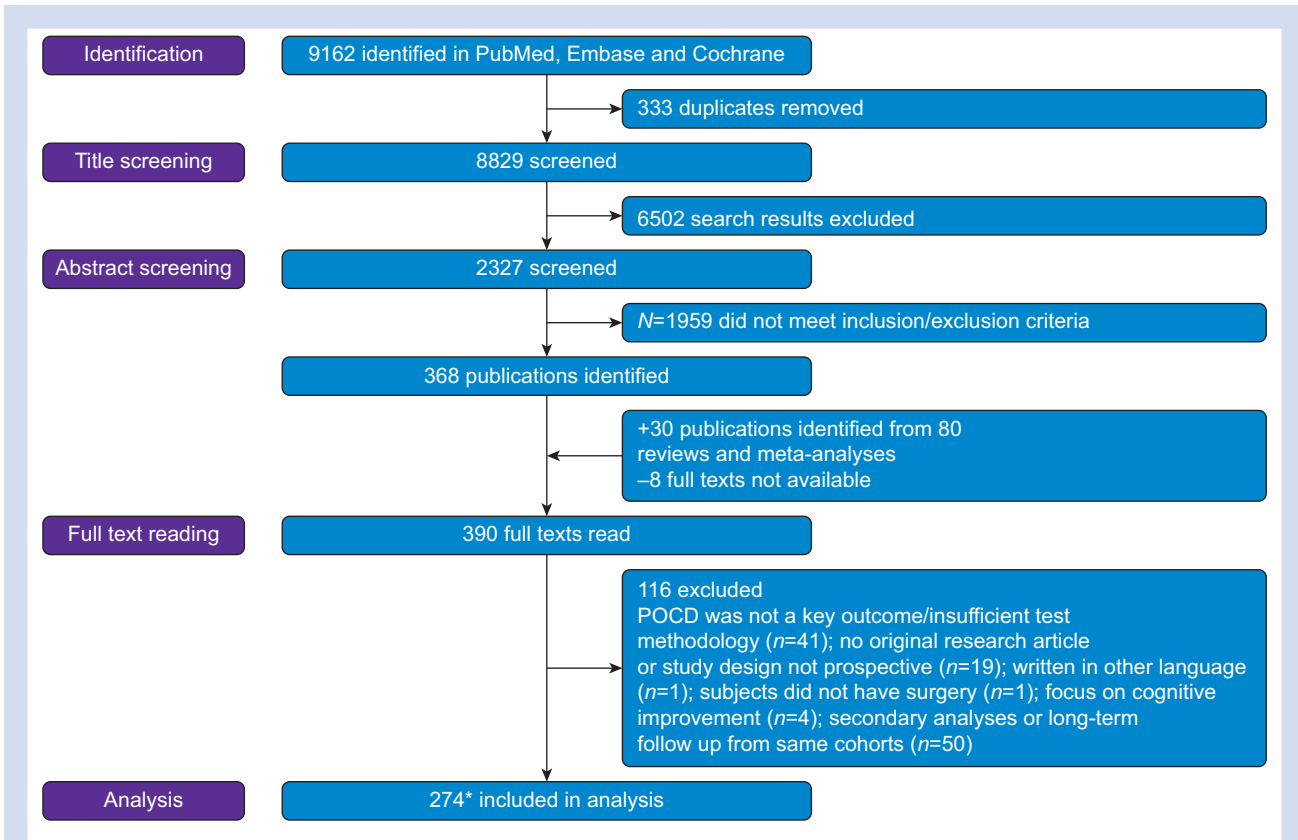 Identification
9162 identified in PubMed, Embase and Cochrane
333 duplicates removed
Title screening
8829 screened
6502 search results excluded
Abstract screening
2327 screened
N=1959 did not meet inclusion/exclusion criteria
368 publications identified
+30 publications identified from 80
reviews and meta-analyses
–8 full texts not available
Full text reading
390 full texts read
116 excluded
POCD was not a key outcome/insufficient test
methodology (n=41); no original research article
or study design not prospective (n=19); written in other language
(n=1); subjects did not have surgery (n=1); focus on cognitive
improvement (n=4); secondary analyses or long-term
follow up from same cohorts (n=50)
Analysis
274* included in analysis